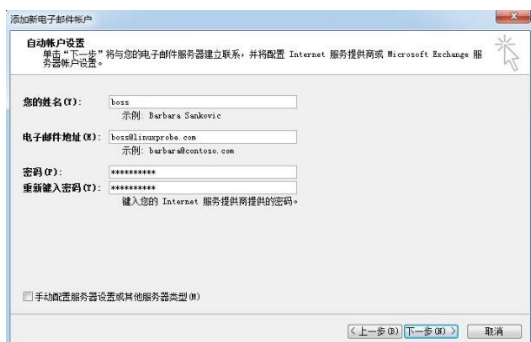 添加新电子邮件帐户
自动帐户设置
单击“下一步”将与您的电子邮件服务器建立联系，并将配置 Internet 服务提供商或 Microsoft Exchange 服
务器帐户设置。
您的姓名(Y): boss
示例: Barbara Sankovic
电子邮件地址(E): boss@linuxprobe.com
示例: barbara@contoso.com
密码(P): **********
重新键入密码(T): **********
键入您的 Internet 服务提供商提供的密码。
手动配置服务器设置或其他服务器类型(M)
<上一步(B) 下一步(N) > 取消